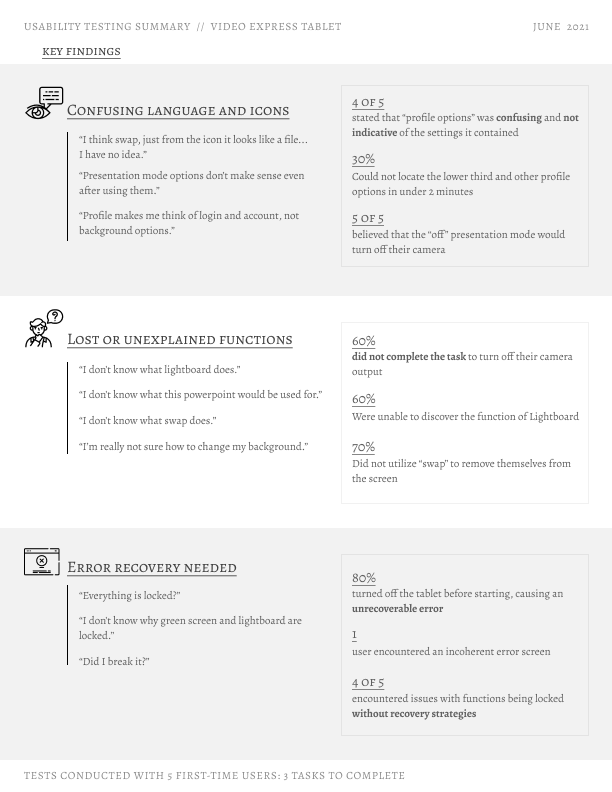 USABILITY TESTING SUMMARY // VIDEO EXPRESS TABLET
JUNE 2021
KEY FINDINGS
CONFUSING LANGUAGE AND ICONS
“I think swap, just from the icon it looks like a file...
I have no idea.”
“Presentation mode options don't make sense even
after using them.”
“Profile makes me think of login and account, not
background options.”
4 OF 5
stated that “profile options” was confusing and not
indicative of the settings it contained
30%
Could not locate the lower third and other profile
options in under 2 minutes
5 OF 5
believed that the “off” presentation mode would
turn off their camera
LOST OR UNEXPLAINED FUNCTIONS
“I don't know what lightboard does.”
“I don't know what this powerpoint would be used for.”
“I don't know what swap does.”
“I'm really not sure how to change my background.”
60%
did not complete the task to turn off their camera
output
60%
Were unable to discover the function of Lightboard
70%
Did not utilize “swap” to remove themselves from
the screen
ERROR RECOVERY NEEDED
“Everything is locked?”
“I don't know why green screen and lightboard are
locked.”
“Did I break it?”
80%
turned off the tablet before starting, causing an
unrecoverable error
1
user encountered an incoherent error screen
4 OF 5
encountered issues with functions being locked
without recovery strategies
TESTS CONDUCTED WITH 5 FIRST-TIME USERS: 3 TASKS TO COMPLETE